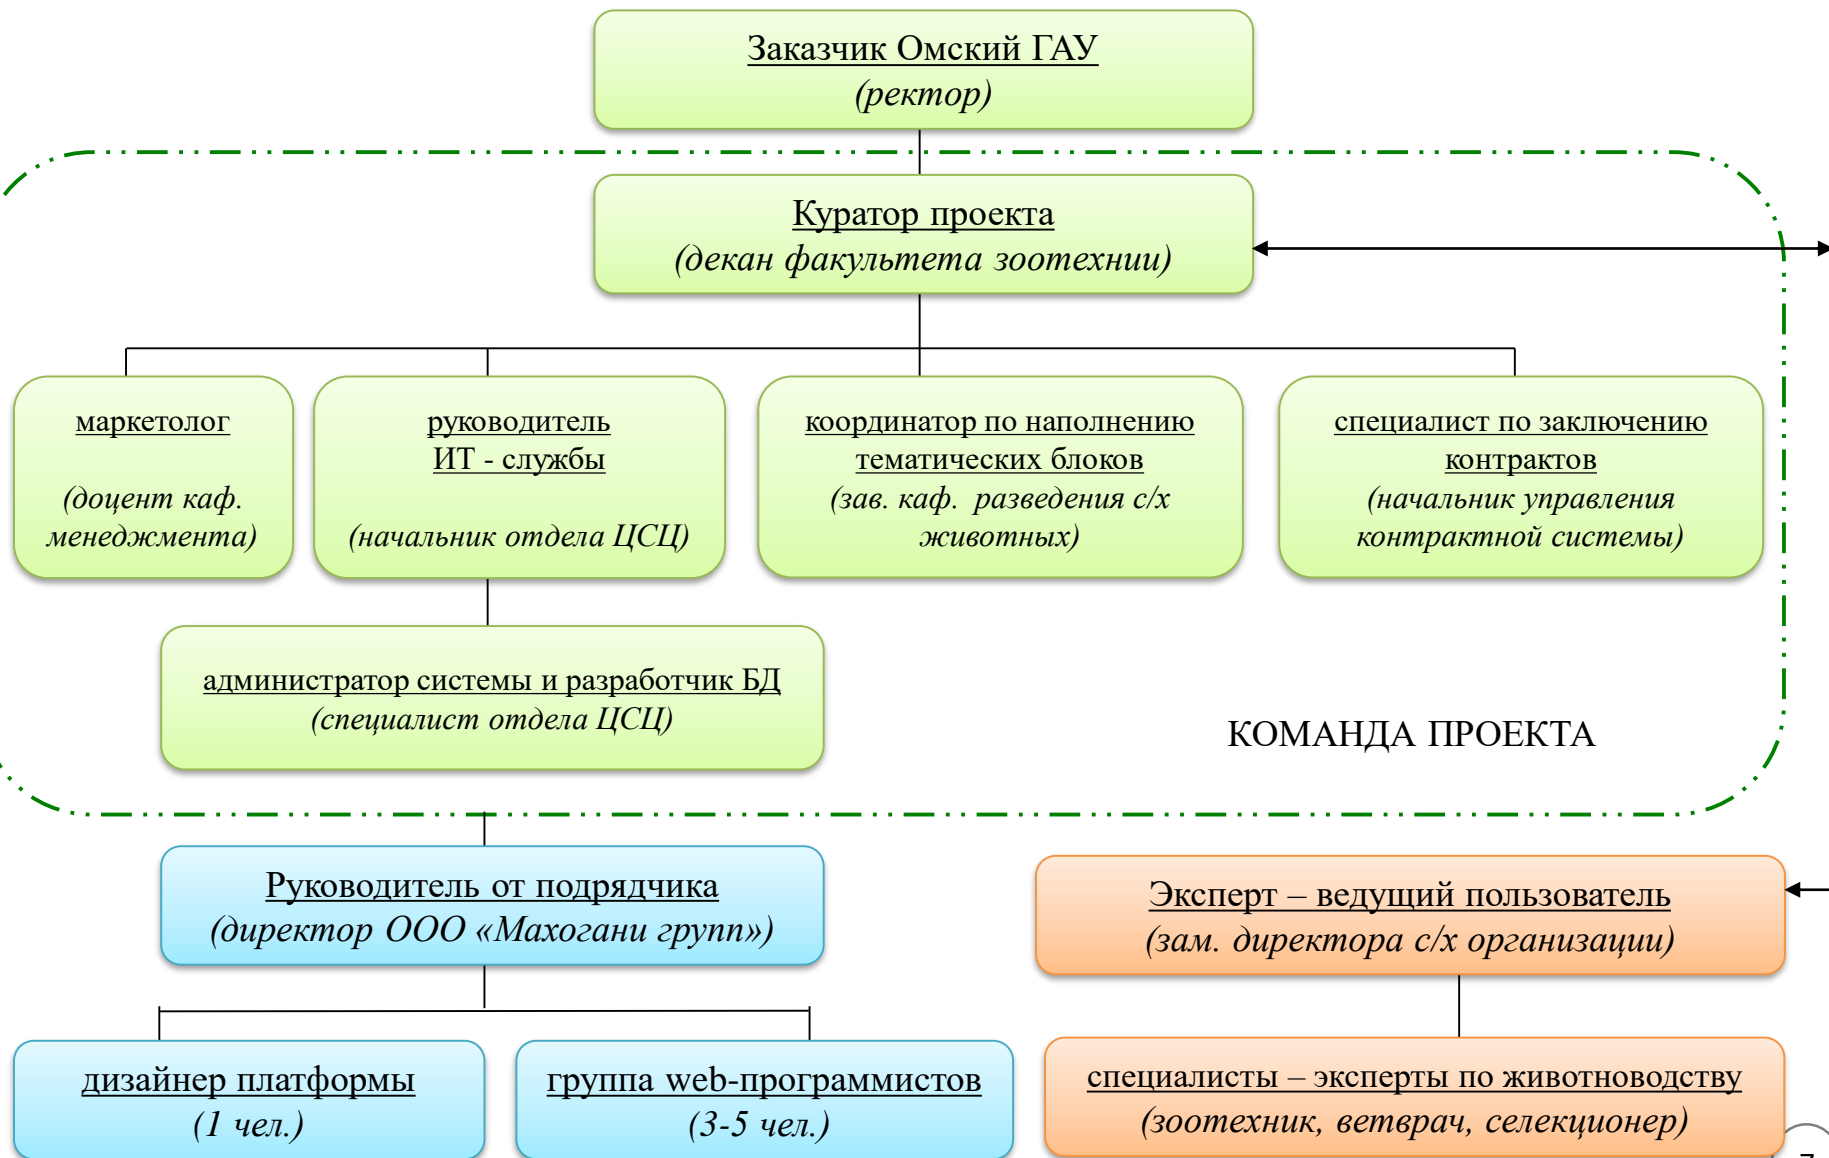 Заказчик Омский ГАУ
(ректор)
Куратор проекта
(декан факультета зоотехнии)
маркетолог
(доцент каф.
менеджмента)
руководитель
ИТ - службы
(начальник отдела ЦСЦ)
координатор по наполнению
тематических блоков
(зав. каф. разведения с/х
животных)
специалист по заключению
контрактов
(начальник управления
контрактной системы)
администратор системы и разработчик БД
(специалист отдела ЦСЦ)
КОМАНДА ПРОЕКТА
Руководитель от подрядчика
(директор ООО «Махогани групп»)
Эксперт – ведущий пользователь
(зам. директора с/х организации)
дизайнер платформы
(1 чел.)
группа web-программистов
(3-5 чел.)
специалисты – эксперты по животноводству
(зоотехник, ветврач, селекционер)